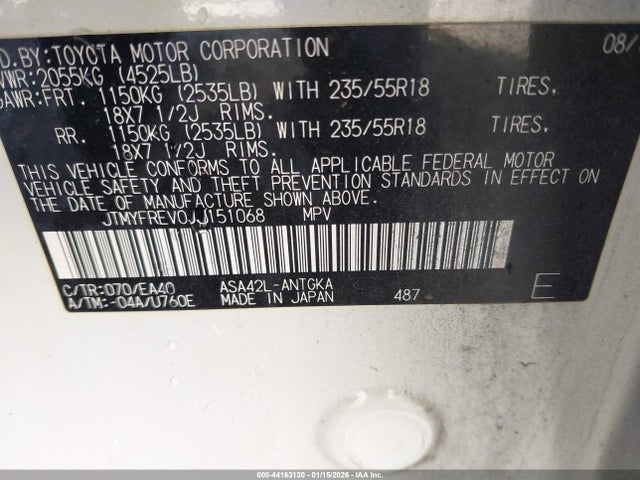 D.BY:TOYOTA MOTOR CORPORATION 08/
VWR:2055KG (4525LB)
GAWR:FRT. 1150KG (2535LB) WITH 235/55R18 TIRES,
18X7 1/2J RIMS.
RR. 1150KG (2535LB) WITH 235/55R18 TIRES,
18X7 1/2J RIMS.
THIS VEHICLE CONFORMS TO ALL APPLICABLE FEDERAL MOTOR
VEHICLE SAFETY AND THEFT PREVENTION STANDARDS IN EFFECT ON
THE DATE OF MANUFACTURE SHOWN ABOVE.
JTMYFREV0JJ151068 MPV
C/TR:070/EA40 ASA42L-ANTGKA
A/TM:-04A/U760E MADE IN JAPAN 487 E
000-44163130 - 01/15/2026 - IAA Inc.